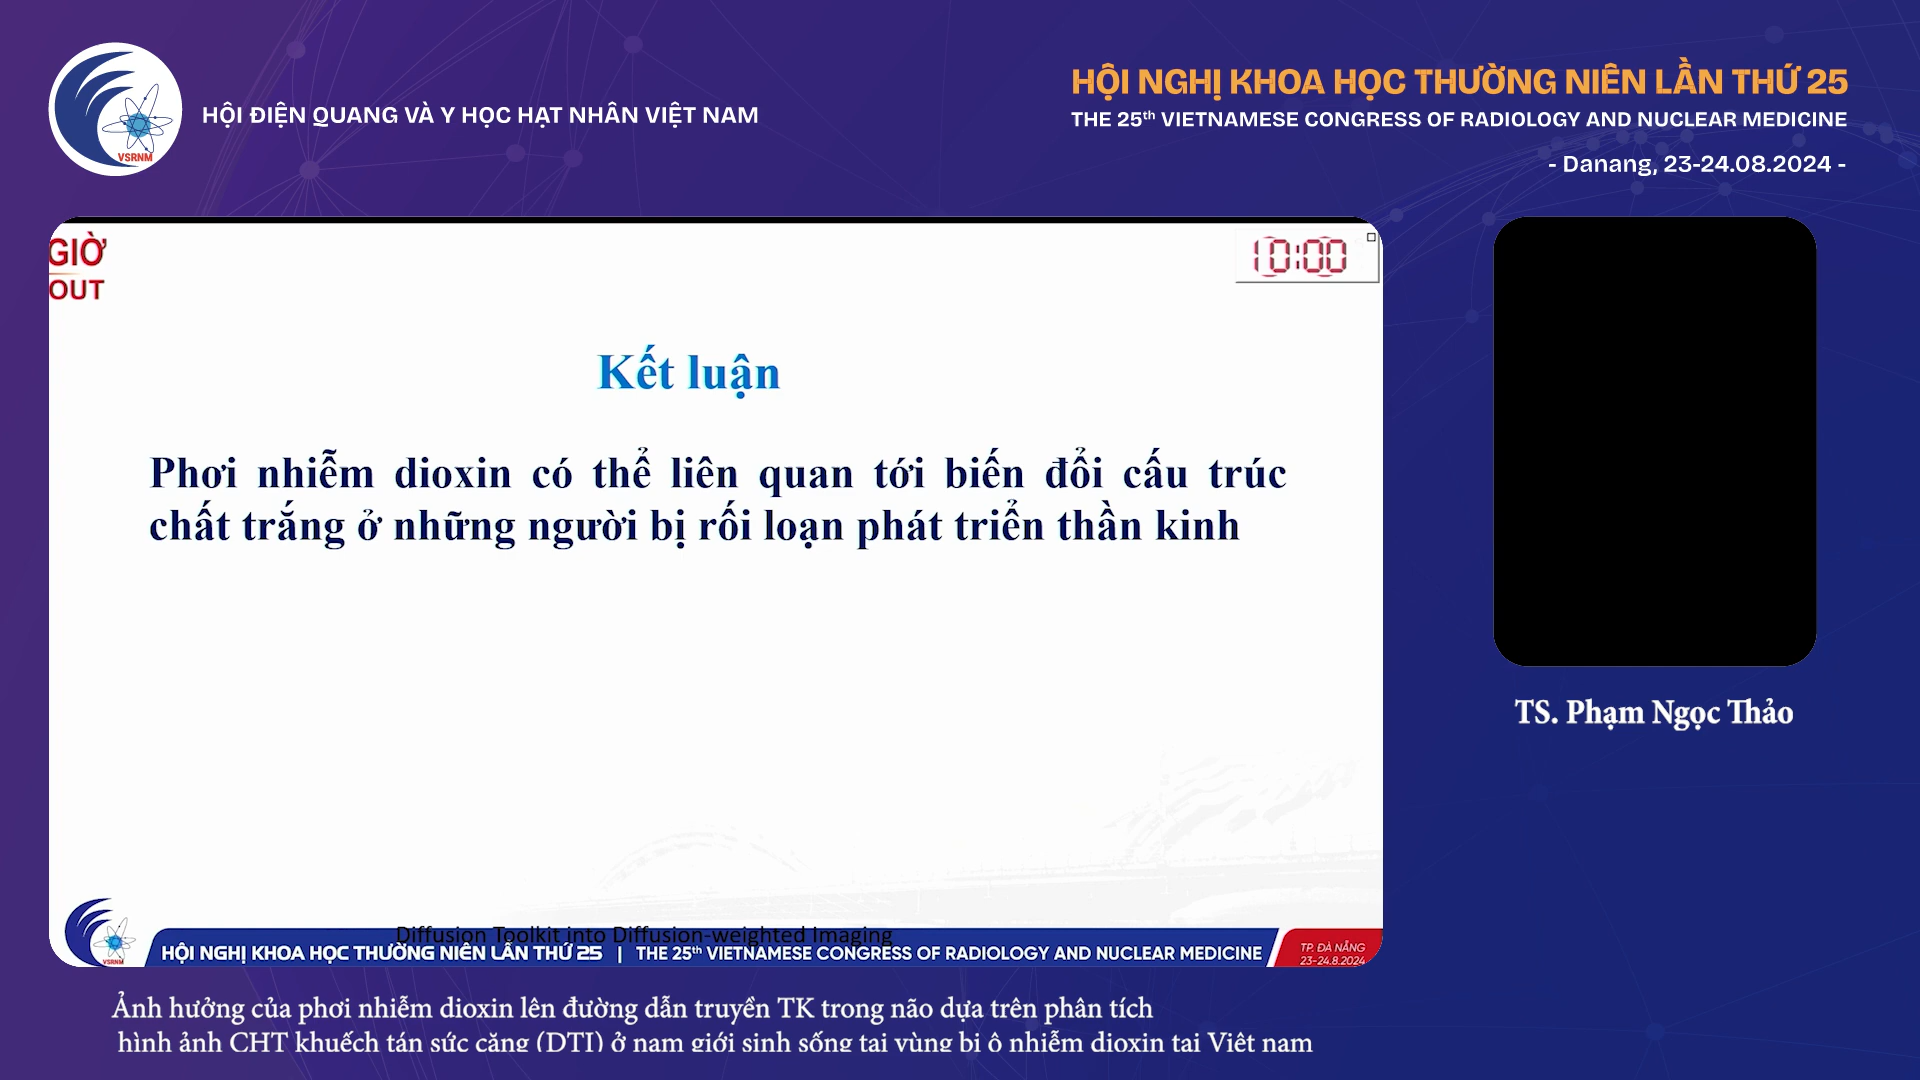 VSRNM
HỘI ĐIỆN QUANG VÀ Y HỌC HẠT NHÂN VIỆT NAM
HỘI NGHỊ KHOA HỌC THƯỜNG NIÊN LẦN THỨ 25
THE 25th VIETNAMESE CONGRESS OF RADIOLOGY AND NUCLEAR MEDICINE
- Danang, 23-24.08.2024 -
GIỜ
OUT
10:00
Kết luận
Phơi nhiễm dioxin có thể liên quan tới biến đổi cấu trúc
chất trắng ở những người bị rối loạn phát triển thần kinh
TS. Phạm Ngọc Thảo
Diffusion Toolkit into Diffusion-weighted Imaging
VSRNM
HỘI NGHỊ KHOA HỌC THƯỜNG NIÊN LẦN THỨ 25 | THE 25th VIETNAMESE CONGRESS OF RADIOLOGY AND NUCLEAR MEDICINE
TP. ĐÀ NẴNG
23-24.8.2024
Ảnh hưởng của phơi nhiễm dioxin lên đường dẫn truyền TK trong não dựa trên phân tích
hình ảnh CHT khuếch tán sức căng (DTI) ở nam giới sinh sống tại vùng bị ô nhiễm dioxin tại Việt nam